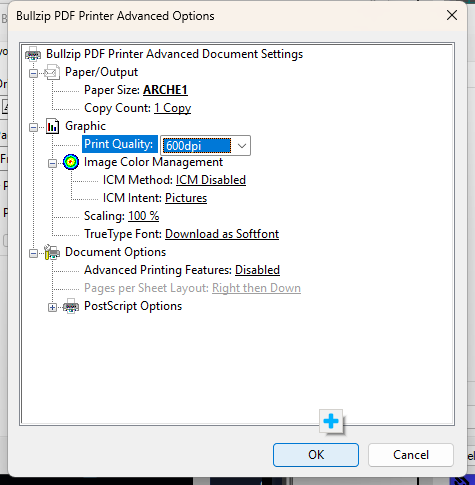 Bullzip PDF Printer Advanced Options
Bullzip PDF Printer Advanced Document Settings
Paper/Output
Paper Size: ARCHE1
Copy Count: 1 Copy
Graphic
Print Quality: 600dpi
Image Color Management
ICM Method: ICM Disabled
ICM Intent: Pictures
Scaling: 100 %
TrueType Font: Download as Softfont
Document Options
Advanced Printing Features: Disabled
Pages per Sheet Layout: Right then Down
PostScript Options
OK Cancel